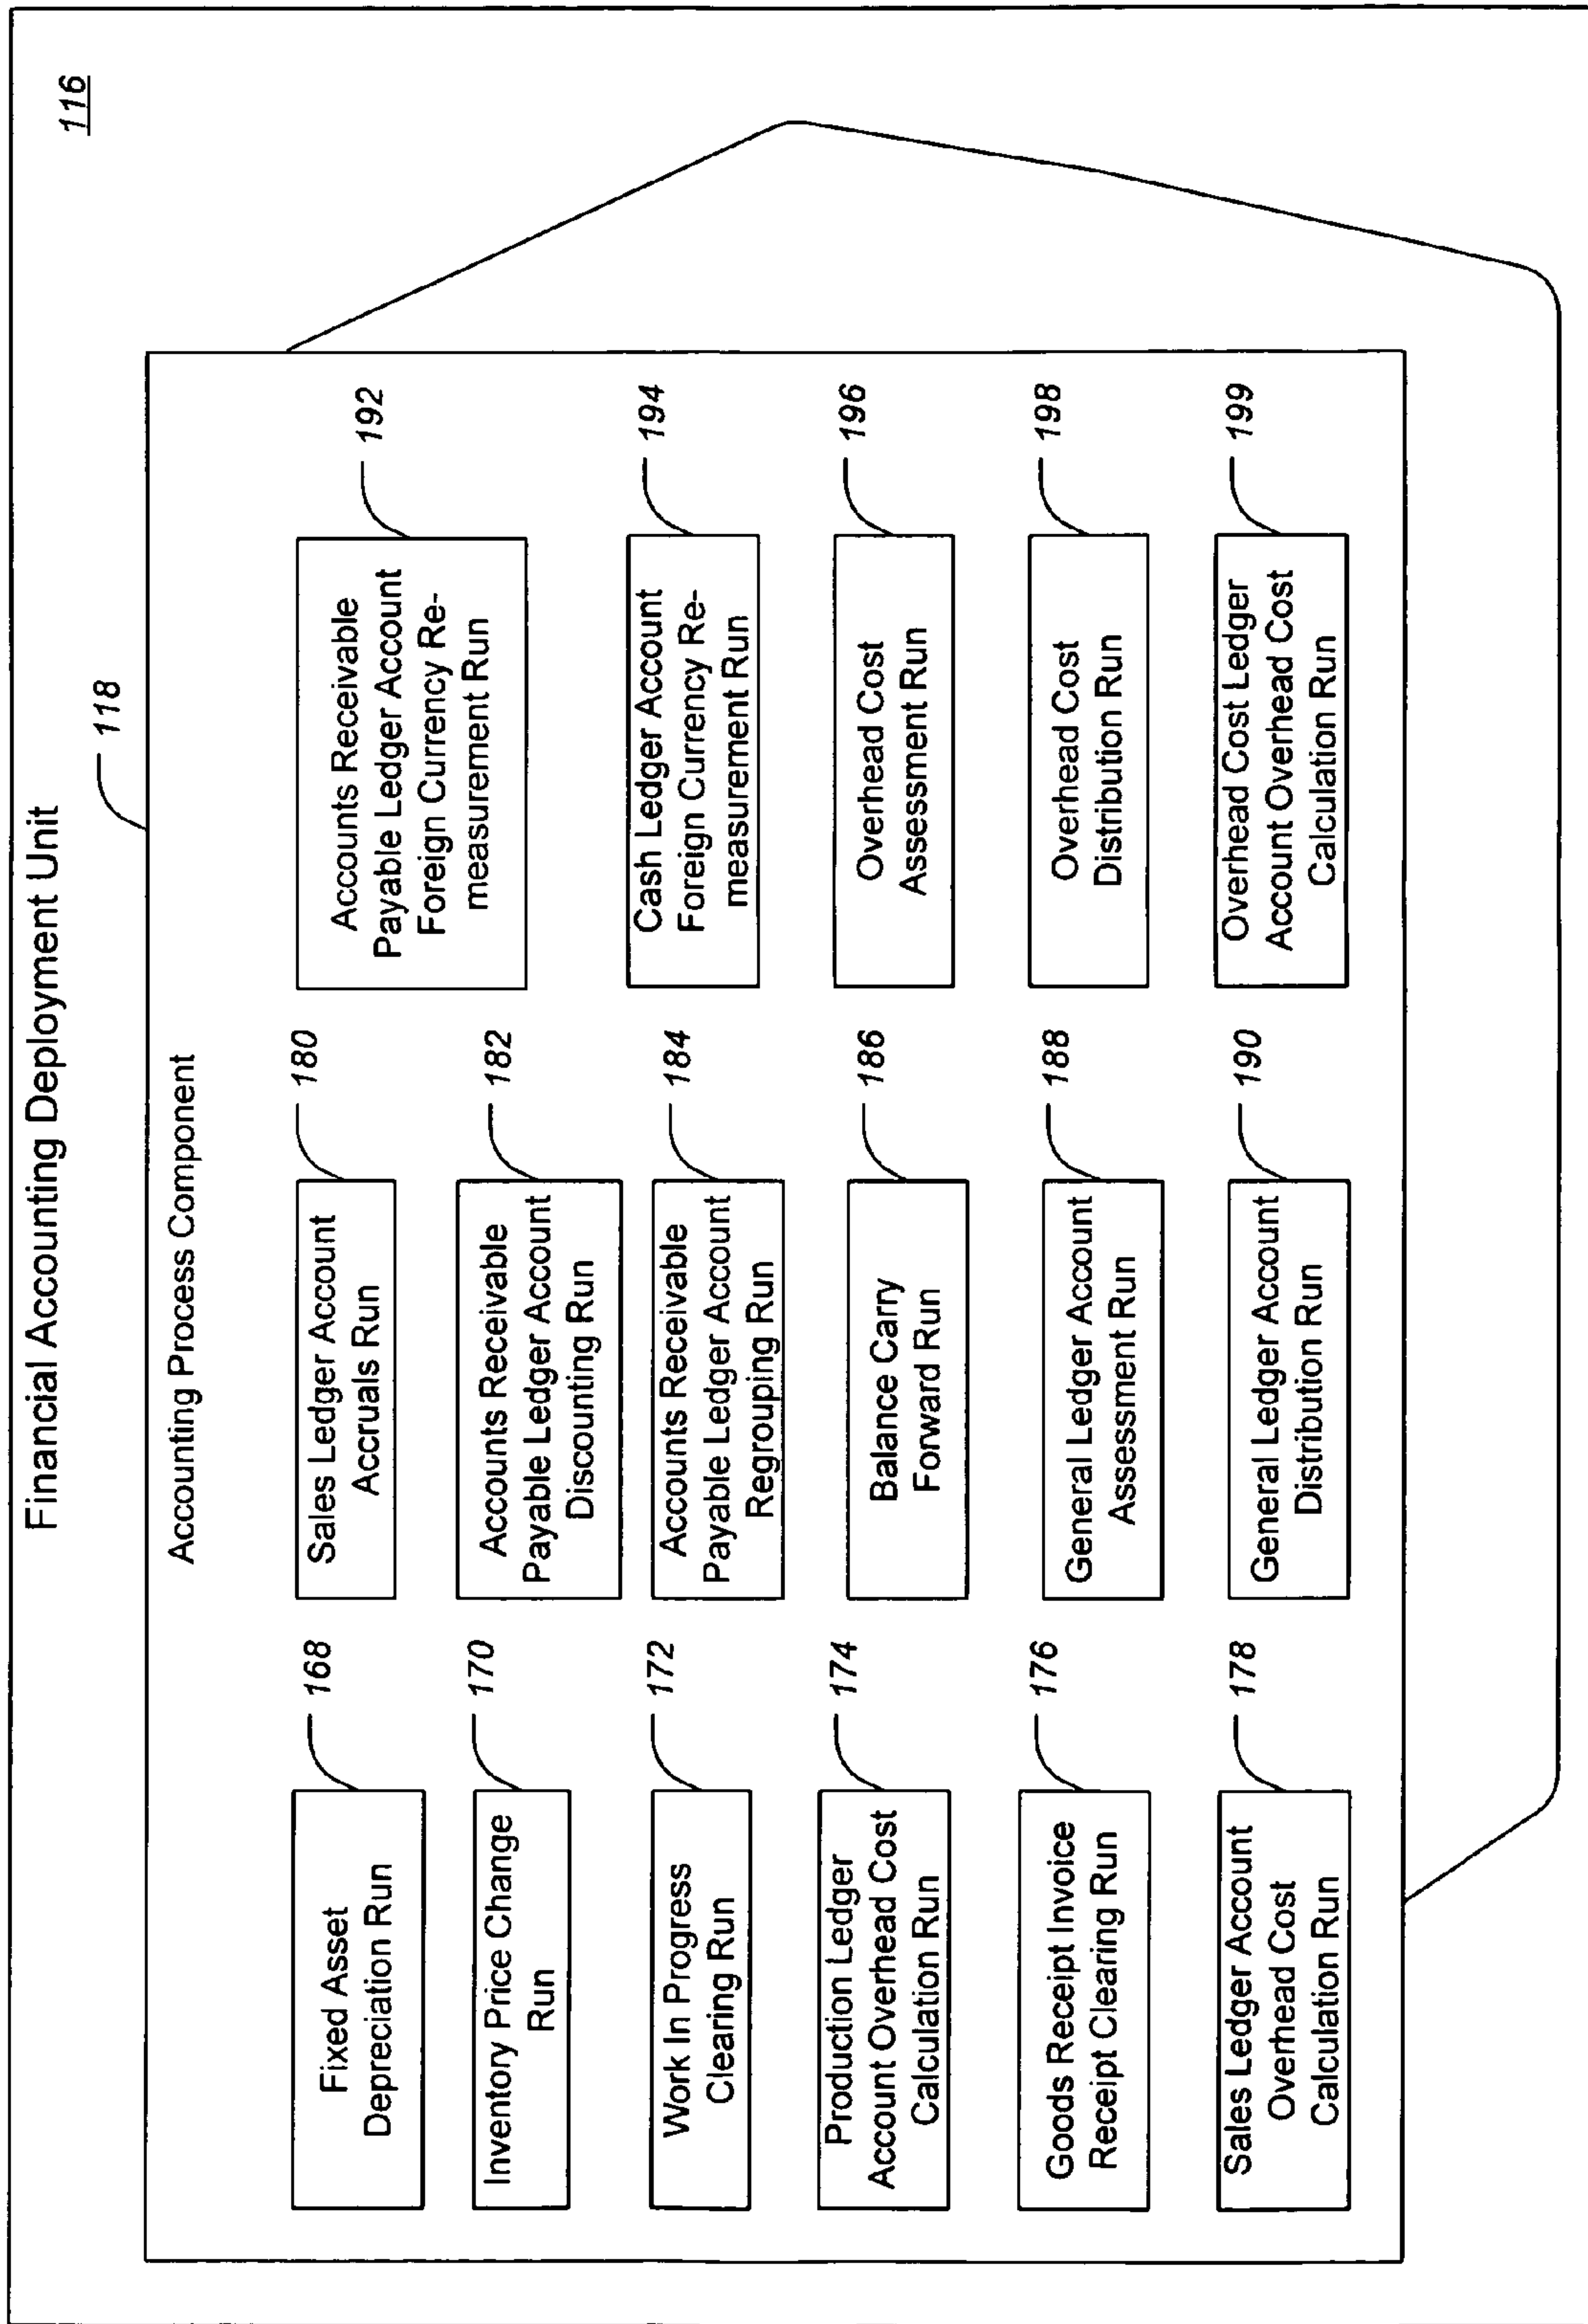 Financial Accounting Deployment Unit
116
118
Accounting Process Component
Fixed Asset
Depreciation Run
168
Inventory Price Change
Run
170
Work In Progress
Clearing Run
172
Production Ledger
Account Overhead Cost
Calculation Run
174
Goods Receipt Invoice
Receipt Clearing Run
176
Sales Ledger Account
Overhead Cost
Calculation Run
178
Sales Ledger Account
Accruals Run
180
Accounts Receivable
Payable Ledger Account
Discounting Run
182
Accounts Receivable
Payable Ledger Account
Regrouping Run
184
Balance Carry
Forward Run
186
General Ledger Account
Assessment Run
188
General Ledger Account
Distribution Run
190
Accounts Receivable
Payable Ledger Account
Foreign Currency Re-
measurement Run
192
Cash Ledger Account
Foreign Currency Re-
measurement Run
194
Overhead Cost
Assessment Run
196
Overhead Cost
Distribution Run
198
Overhead Cost Ledger
Account Overhead Cost
Calculation Run
199